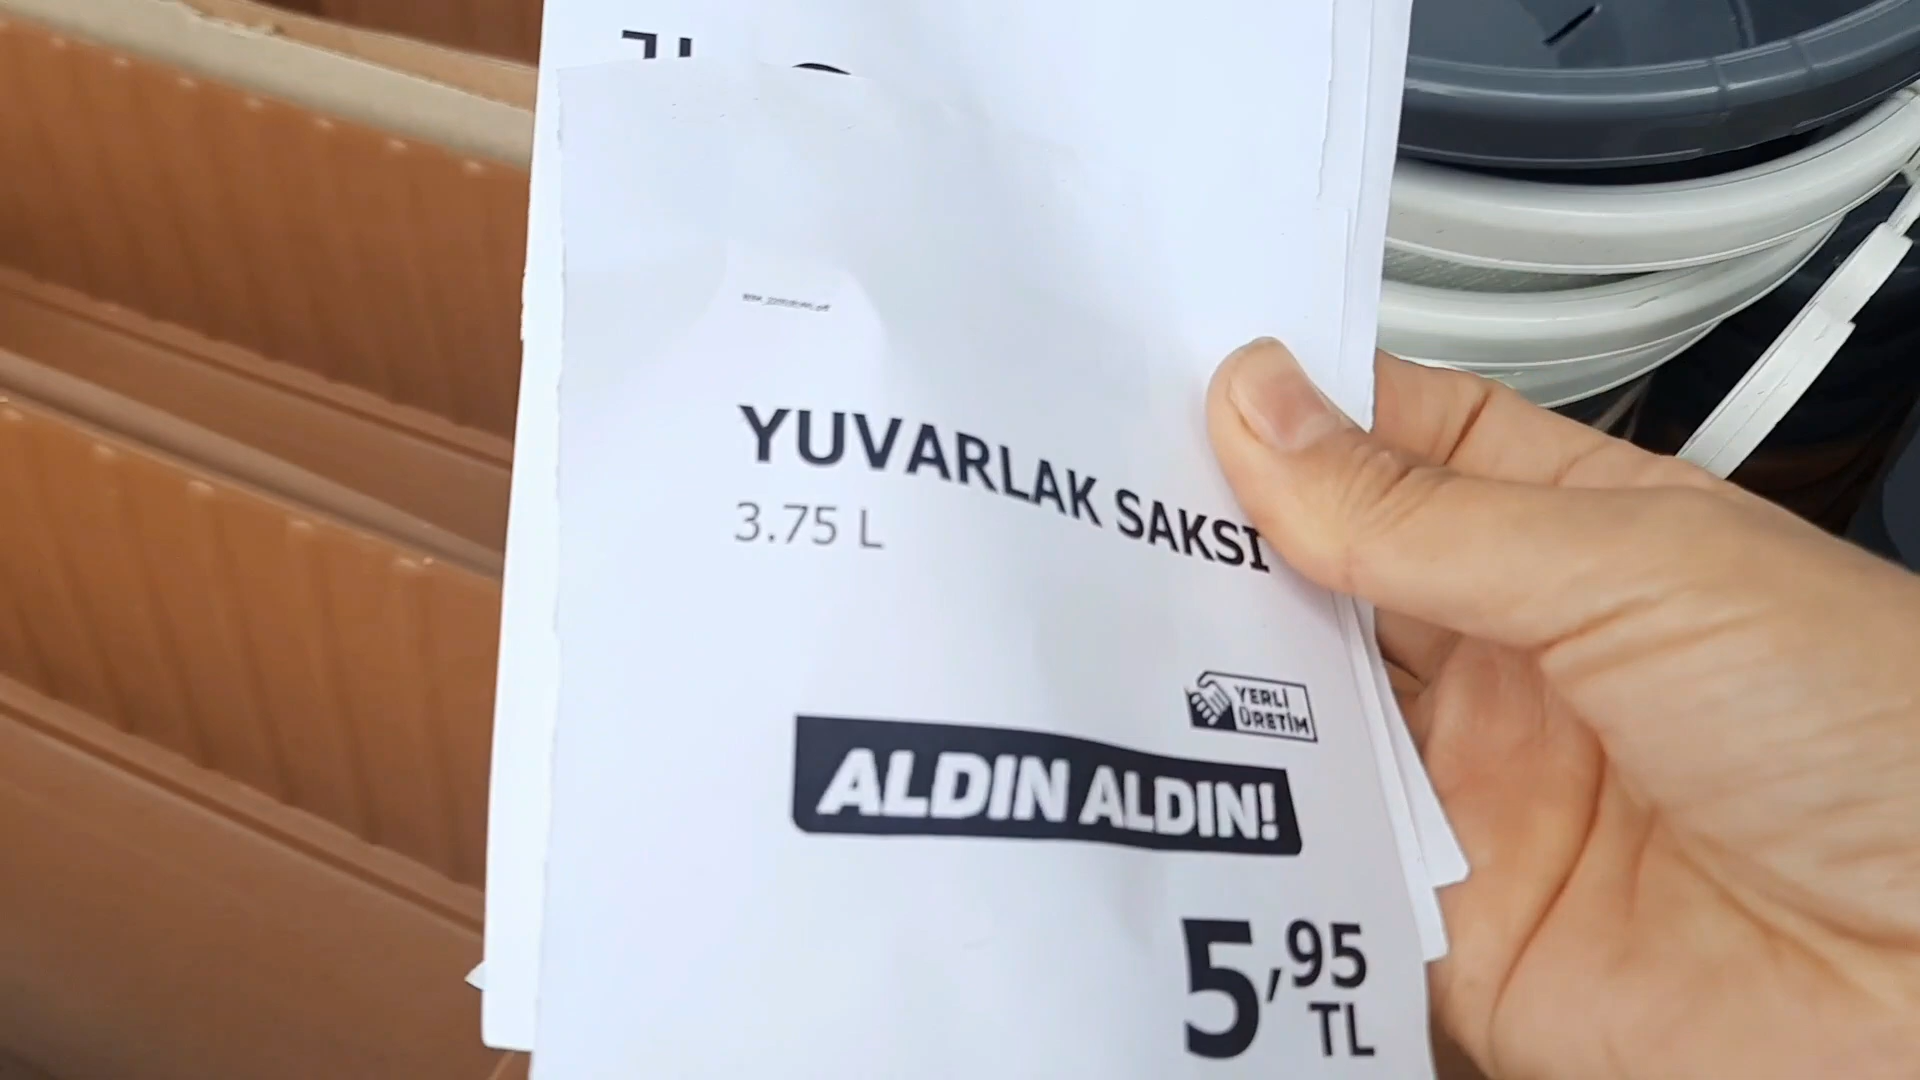 YUVARLAK SAKSI
3.75 L
YERLİ
ÜRETİM
ALDIN ALDIN!
5,95
TL